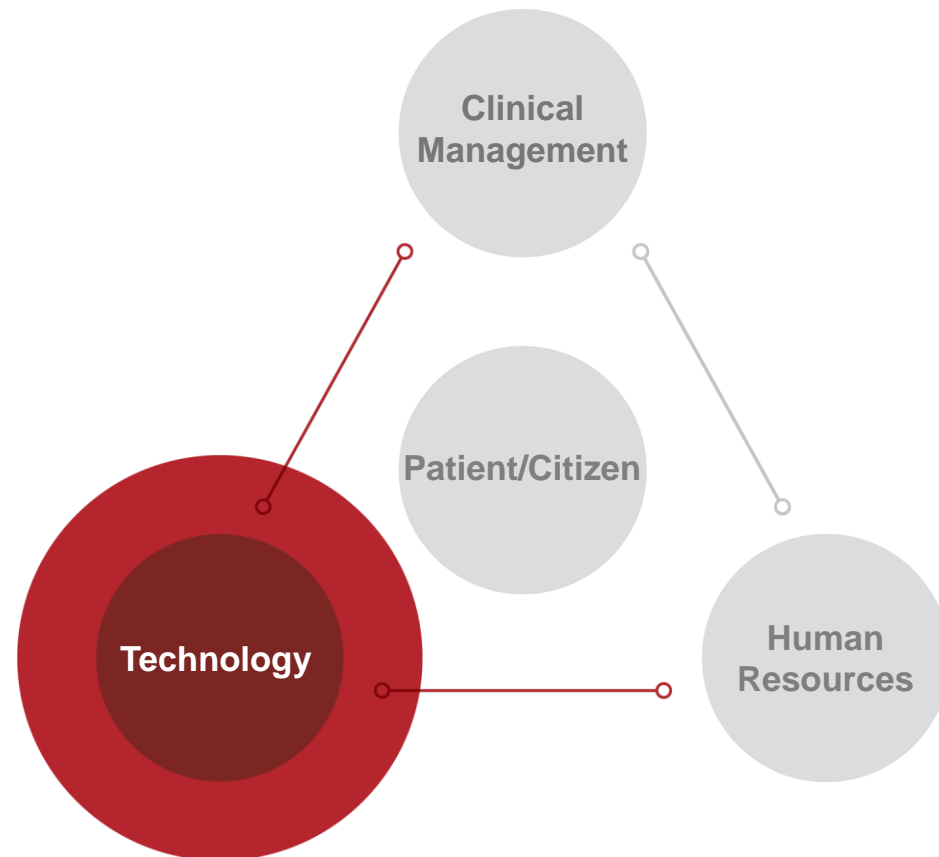 Clinical
Management
Patient/Citizen
Technology
Human
Resources